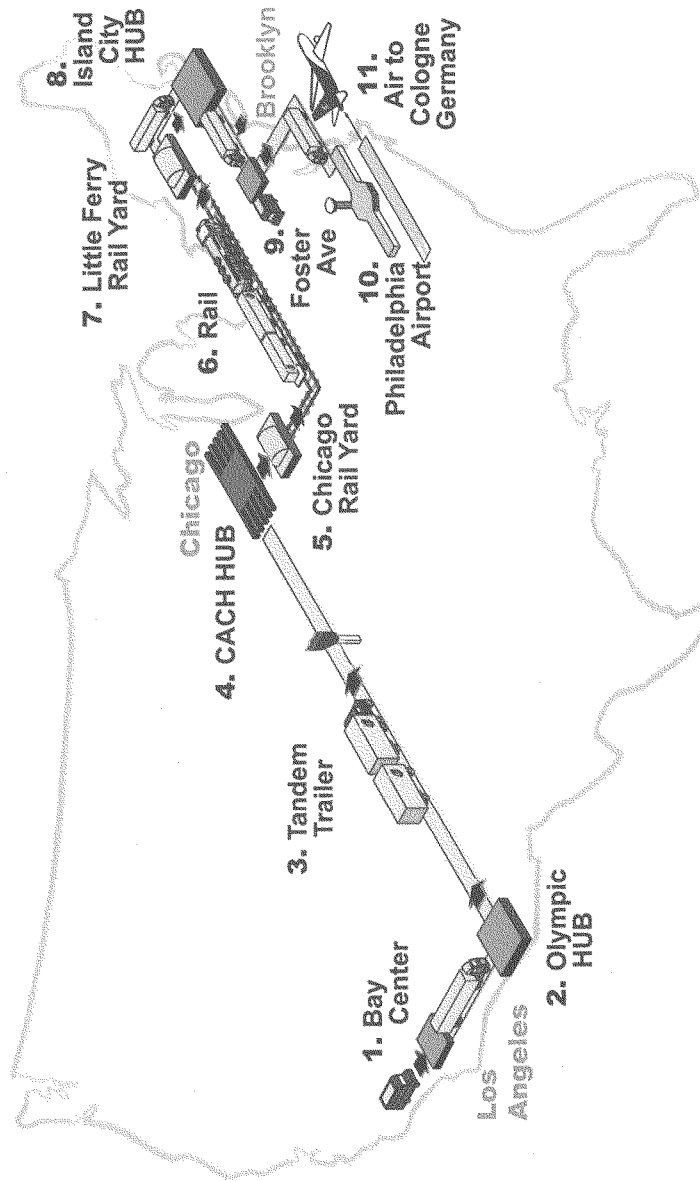 1. Bay
Center
Los
Angeles
2. Olympic
HUB
3. Tandem
Trailer
4. CACH HUB
Chicago
5. Chicago
Rail Yard
6. Rail
7. Little Ferry
Rail Yard
8.
Island
City
HUB
9.
Foster
Ave
Brooklyn
10.
Philadelphia
Airport
11.
Air to
Cologne
Germany